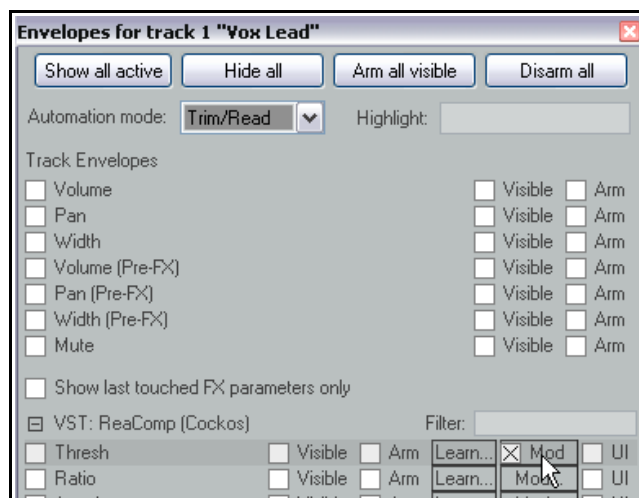 Envelopes for track 1 "Vox Lead"
Show all active Hide all Arm all visible Disarm all
Automation mode: Trim/Read Highlight:
Track Envelopes
Volume Visible Arm
Pan Visible Arm
Width Visible Arm
Volume (Pre-FX) Visible Arm
Pan (Pre-FX) Visible Arm
Width (Pre-FX) Visible Arm
Mute Visible Arm
Show last touched FX parameters only
VST: ReaComp (Cockos) Filter:
Thresh Visible Arm Learn... Mod UI
Ratio Visible Arm Learn... UI